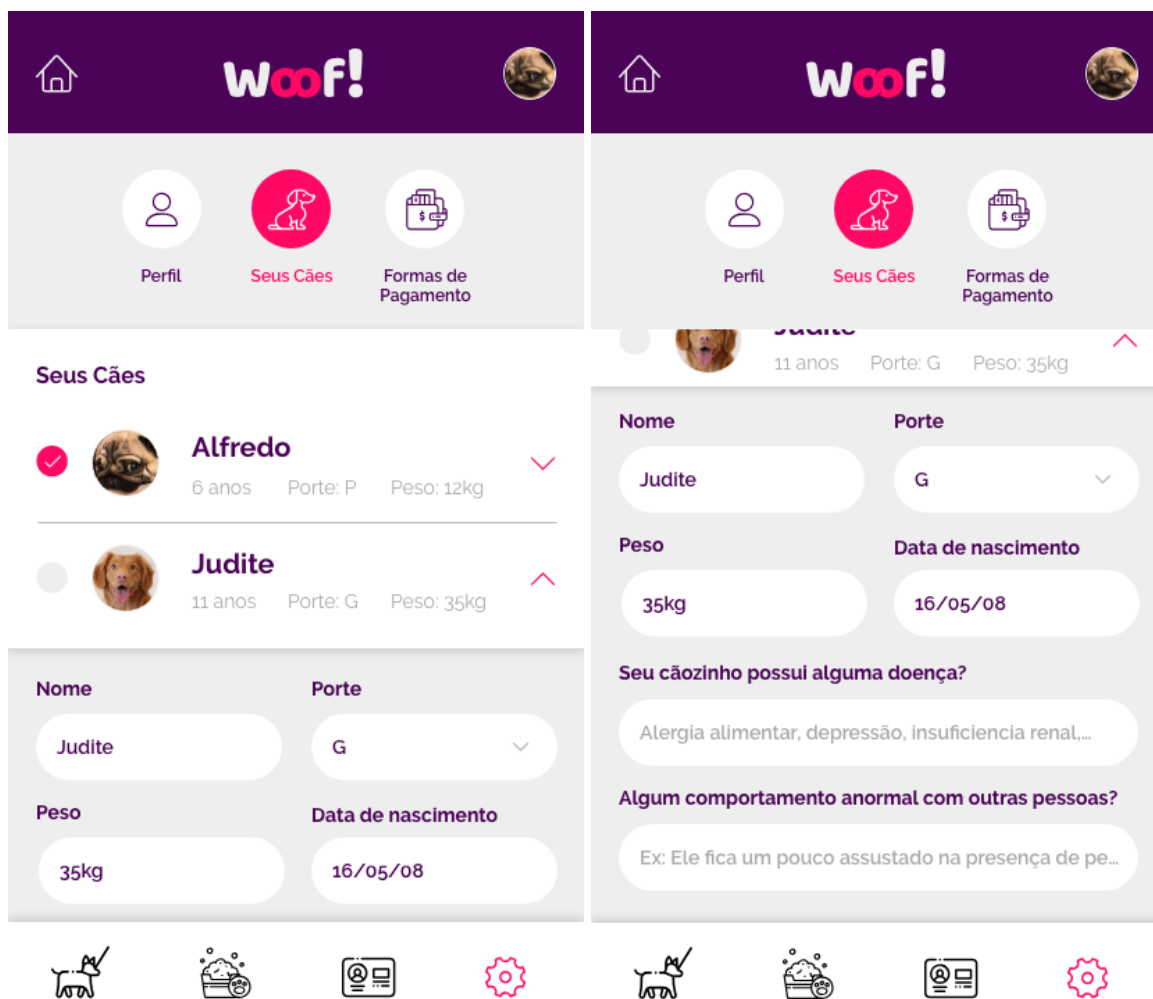 Woof!
Perfil
Seus Cães
Formas de
Pagamento
Seus Cães
Alfredo
6 anos Porte: P Peso: 12kg
Judite
11 anos Porte: G Peso: 35kg
Nome Porte
Judite G
Peso Data de nascimento
35kg 16/05/08
Woof!
Perfil
Seus Cães
Formas de
Pagamento
Judite
11 anos Porte: G Peso: 35kg
Nome Porte
Judite G
Peso Data de nascimento
35kg 16/05/08
Seu cãozinho possui alguma doença?
Alergia alimentar, depressão, insuficiencia renal,...
Algum comportamento anormal com outras pessoas?
Ex: Ele fica um pouco assustado na presença de pe...